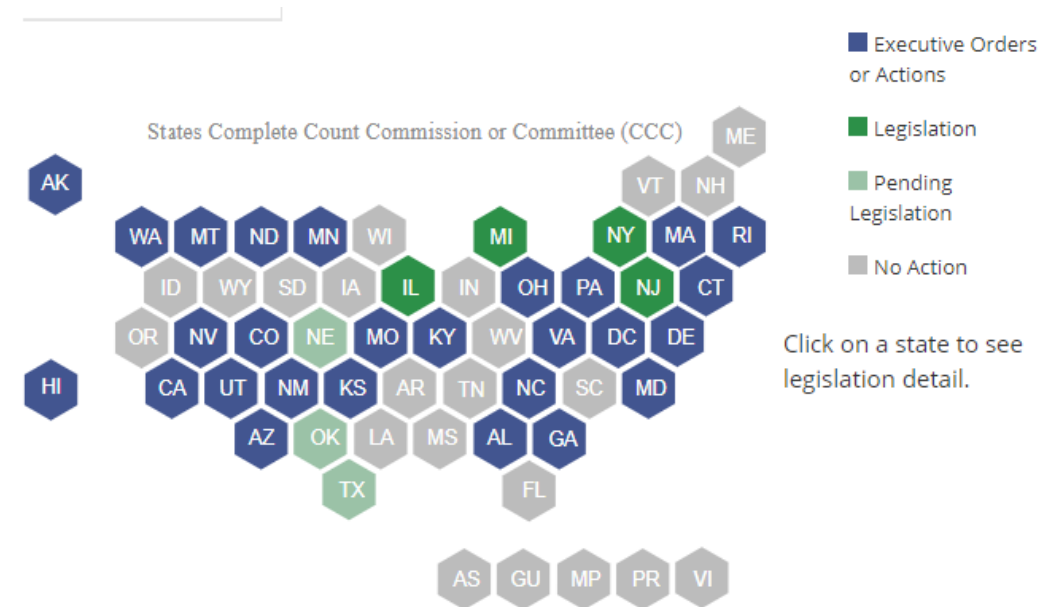 Executive Orders
or Actions
States Complete Count Commission or Committee (CCC)
ME
Legislation
AK
VT NH
Pending
Legislation
WA MT ND MN WI MI NY MA RI
No Action
ID WY SD IA IL IN OH PA NJ CT
OR NV CO NE MO KY WV VA DC DE
Click on a state to see
legislation detail.
HI CA UT NM KS AR TN NC SC MD
AZ OK LA MS AL GA
TX FL
AS GU MP PR VI